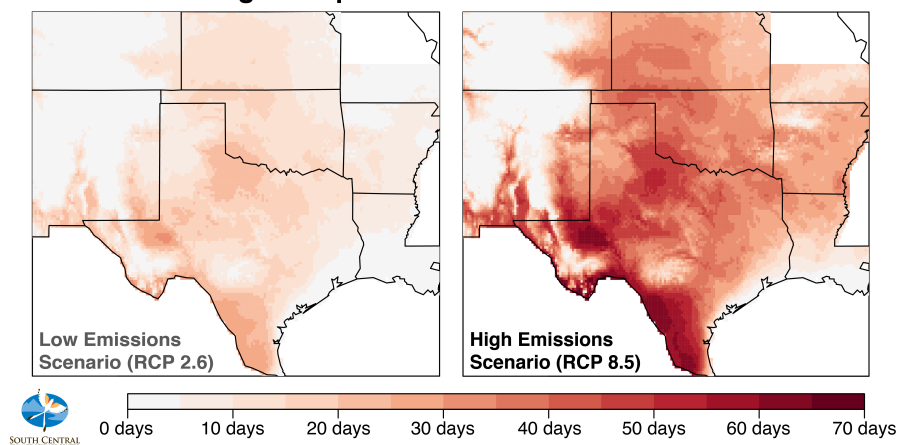 Low Emissions
Scenario (RCP 2.6)
High Emissions
Scenario (RCP 8.5)
0 days
10 days
20 days
30 days
40 days
50 days
60 days
70 days
SOUTH CENTRAL